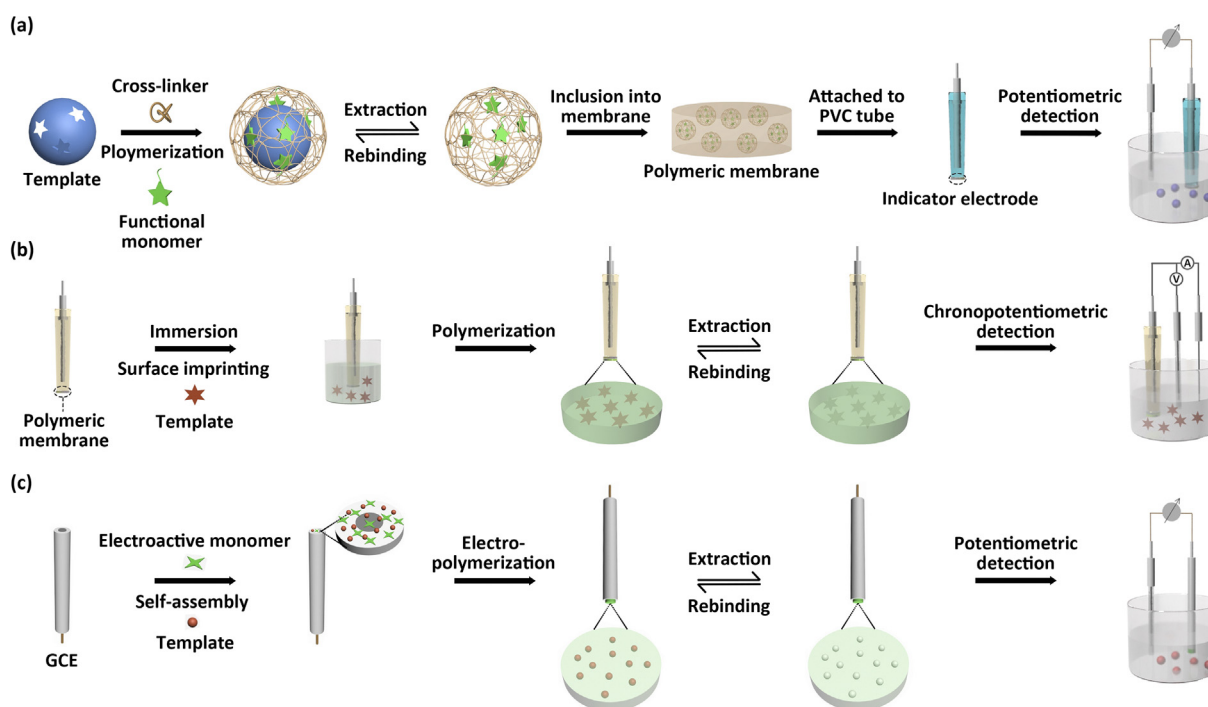 (a)
Cross-linker
Ploymerization
Template
Functional
monomer
Extraction
Rebinding
Inclusion into
membrane
Polymeric membrane
Attached to
PVC tube
Indicator electrode
Potentiometric
detection
(b)
Polymeric
membrane
Immersion
Surface imprinting
Template
Polymerization
Extraction
Rebinding
Chronopotentiometric
detection
A
V
(c)
GCE
Electroactive monomer
Self-assembly
Template
Electro-
polymerization
Extraction
Rebinding
Potentiometric
detection